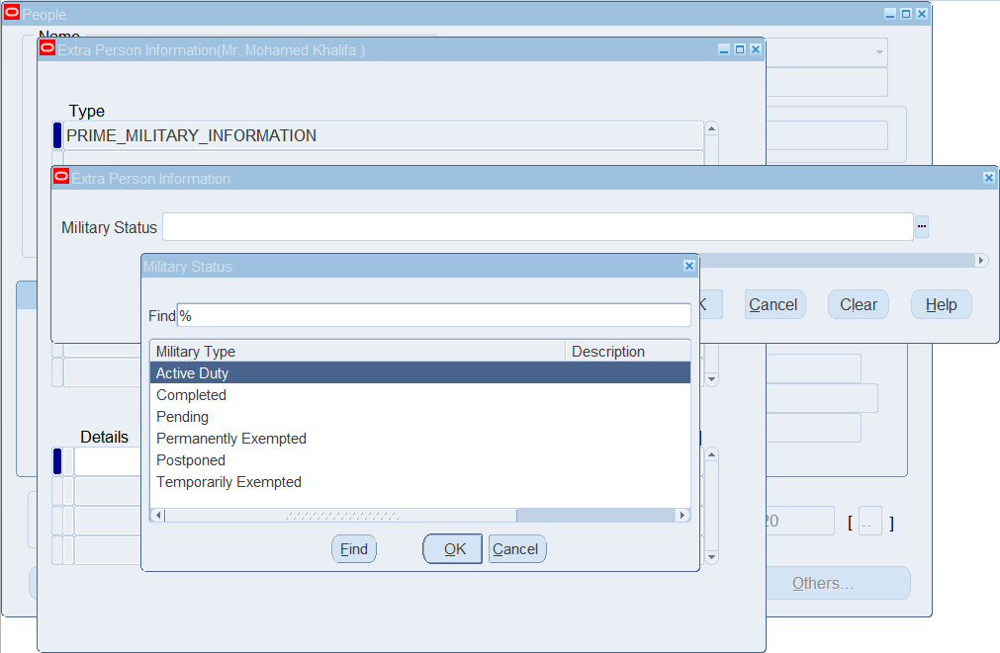 People
Name
Extra Person Information(Mr. Mohamed Khalifa )
Type
PRIME_MILITARY_INFORMATION
Extra Person Information
Military Status
...
Military Status
K
Cancel
Clear
Help
Find %
Military Type Description
Active Duty
Completed
Pending
Permanently Exempted
Postponed
Temporarily Exempted
Details
20
[ .. ]
Find
OK
Cancel
Others...